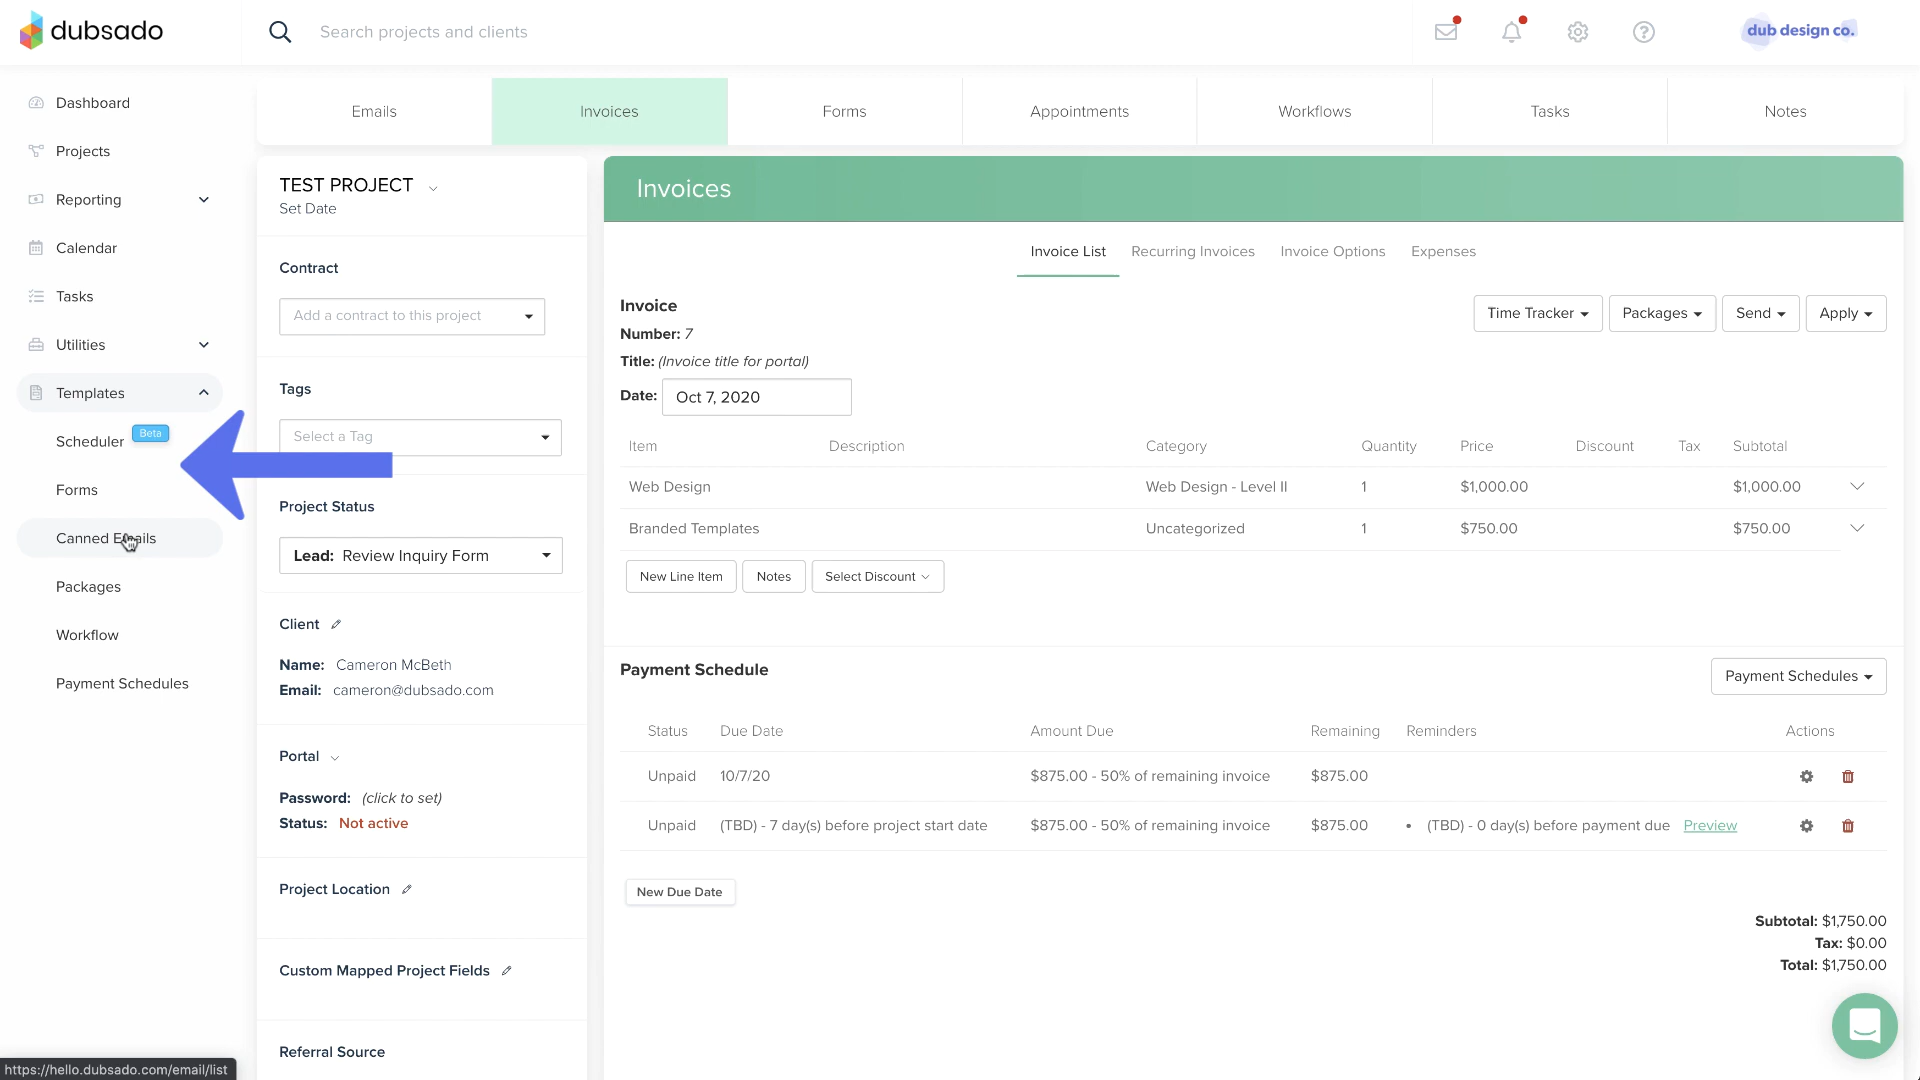 dubsado
Search projects and clients
dub design co.
Dashboard
Projects
Reporting
Calendar
Tasks
Utilities
Templates
Scheduler Beta
Forms
Canned Emails
Packages
Workflow
Payment Schedules
Emails Invoices Forms Appointments Workflows Tasks Notes
TEST PROJECT
Set Date
Contract
Add a contract to this project
Tags
Select a Tag
Project Status
Lead: Review Inquiry Form
Client
Name: Cameron McBeth
Email: cameron@dubsado.com
Portal
Password: (click to set)
Status: Not active
Project Location
Custom Mapped Project Fields
Referral Source
Invoices
Invoice List Recurring Invoices Invoice Options Expenses
Invoice
Time Tracker Packages Send Apply
Number: 7
Title: (Invoice title for portal)
Date: Oct 7, 2020
Item Description Category Quantity Price Discount Tax Subtotal
Web Design Web Design - Level II 1 $1,000.00 $1,000.00
Branded Templates Uncategorized 1 $750.00 $750.00
New Line Item Notes Select Discount
Payment Schedule
Payment Schedules
Status Due Date Amount Due Remaining Reminders Actions
Unpaid 10/7/20 $875.00 - 50% of remaining invoice $875.00
Unpaid (TBD) - 7 day(s) before project start date $875.00 - 50% of remaining invoice $875.00 • (TBD) - 0 day(s) before payment due Preview
New Due Date
Subtotal: $1,750.00
Tax: $0.00
Total: $1,750.00
https://hello.dubsado.com/email/list